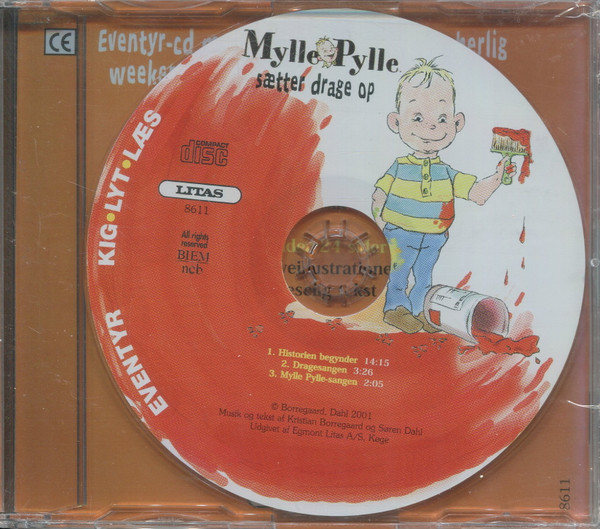 CE
Eventyr-cd
herlig
weeke
Mylle Pylle
sætter drage op
KIG•LYT•LÆS
EVENTYR
COMPACT
disc
LITAS
8611
All rights
reserved
BIEM
ncb
1. Historien begynder 14:15
2. Dragesangen 3:26
3. Mylle Pylle-sangen 2:05
© Borregaard, Dahl 2001
Musik og tekst af Kristian Borregaard og Søren Dahl
Udgivet af Egmont Litas A/S, Køge
8611